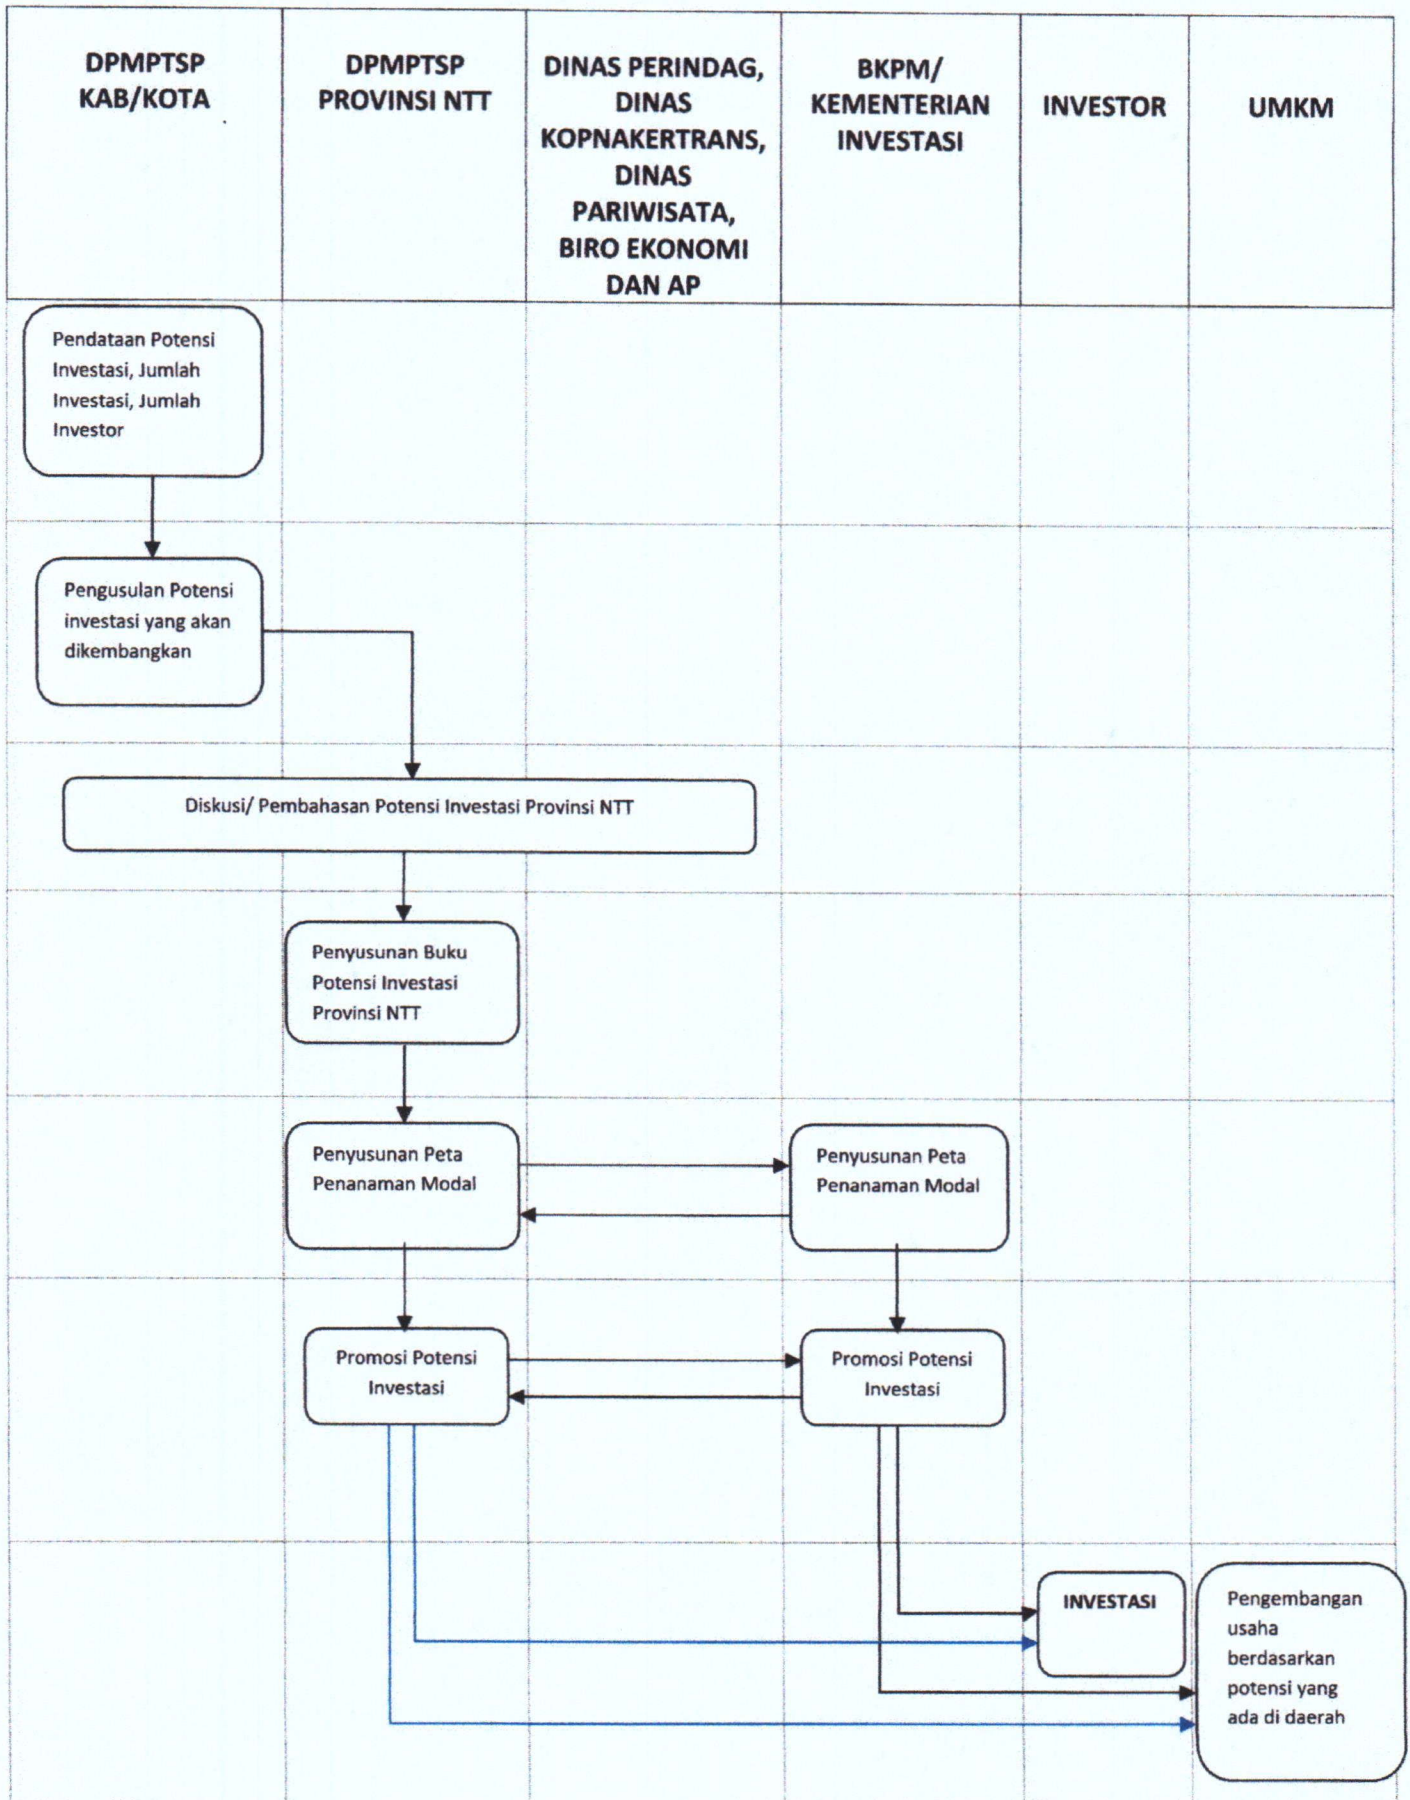 DPMPTSP
KAB/KOTA
DPMPTSP
PROVINSI NTT
DINAS PERINDAG,
DINAS
KOPNAKERTRANS,
DINAS
PARIWISATA,
BIRO EKONOMI
DAN AP
BKPM/
KEMENTERIAN
INVESTASI
INVESTOR
UMKM
Pendataan Potensi
Investasi, Jumlah
Investasi, Jumlah
Investor
Pengusulan Potensi
investasi yang akan
dikembangkan
Diskusi/ Pembahasan Potensi Investasi Provinsi NTT
Penyusunan Buku
Potensi Investasi
Provinsi NTT
Penyusunan Peta
Penanaman Modal
Penyusunan Peta
Penanaman Modal
Promosi Potensi
Investasi
Promosi Potensi
Investasi
INVESTASI
Pengembangan
usaha
berdasarkan
potensi yang
ada di daerah